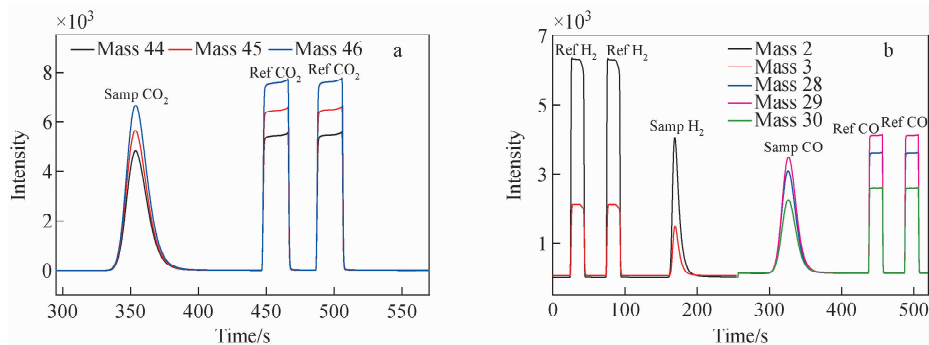 ×10³
Mass 44 Mass 45 Mass 46 a
Ref CO₂ Ref CO₂
Samp CO₂
8
6
4
2
0
Intensity
300 350 400 450 500 550
Time/s
×10³
Ref H₂ Ref H₂ Mass 2 b
Mass 3
Mass 28
Mass 29
Mass 30
Samp H₂
Ref CO Ref CO
Samp CO
7
5
3
1
Intensity
0 100 200 300 400 500
Time/s